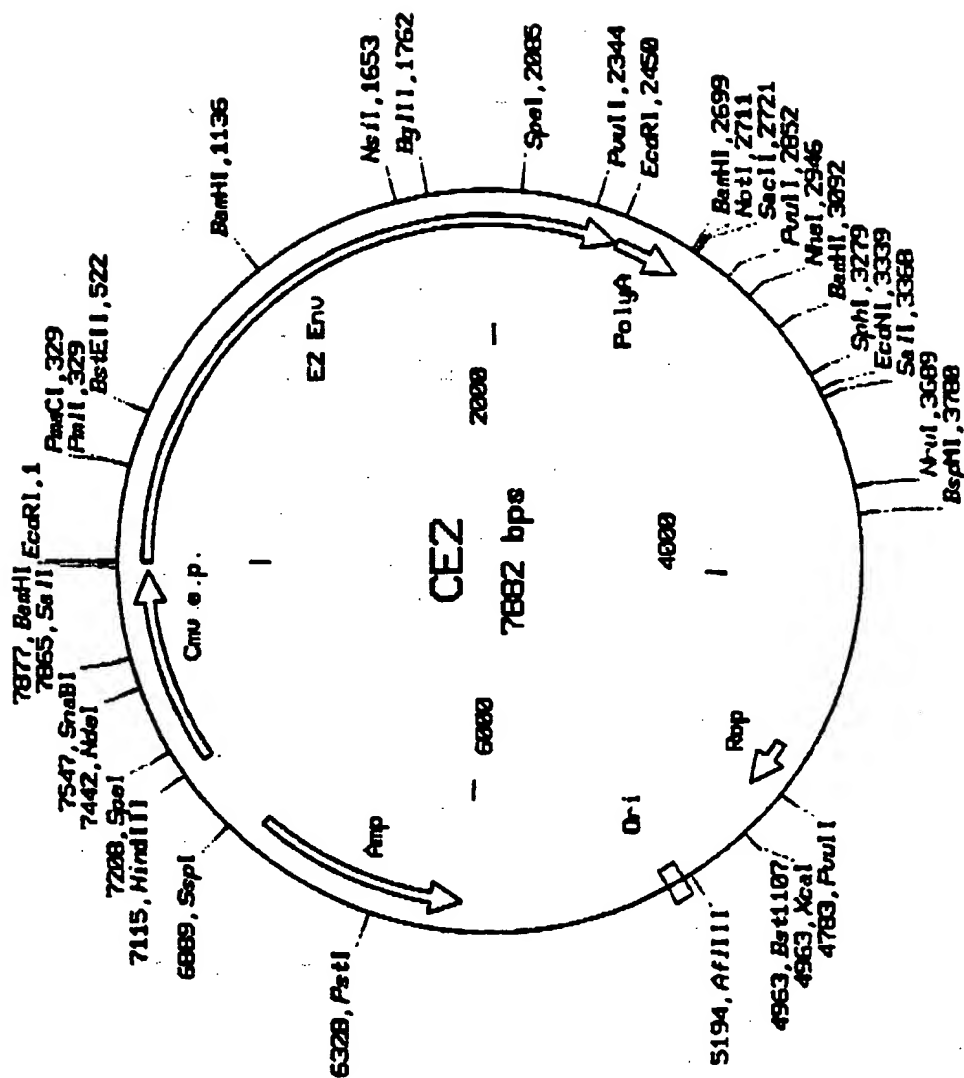 7877, BamHI
7865, SalI
EcoRI, 1
PmaCI, 329
PmlI, 329
BstEII, 522
BamHI, 1136
NsiI, 1653
BglII, 1762
SpeI, 2085
PvuII, 2344
EcoRI, 2450
BamHI, 2699
NotI, 2711
SacII, 2721
PvuII, 2852
NheI, 2946
BamHI, 3092
SphI, 3279
EcoNI, 3339
SalI, 3368
NruI, 3689
BspMI, 3780
4783, PvuII
4963, XcaI
4963, Bst1107
5194, AflIII
6328, PstI
6889, SspI
7115, HindIII
7208, SpeI
7442, NdeI
7547, SnaBI
Cmv e.p.
E2 Env
PolyA
Rop
Ori
Amp
2000
4000
6000
CE2
7882 bps